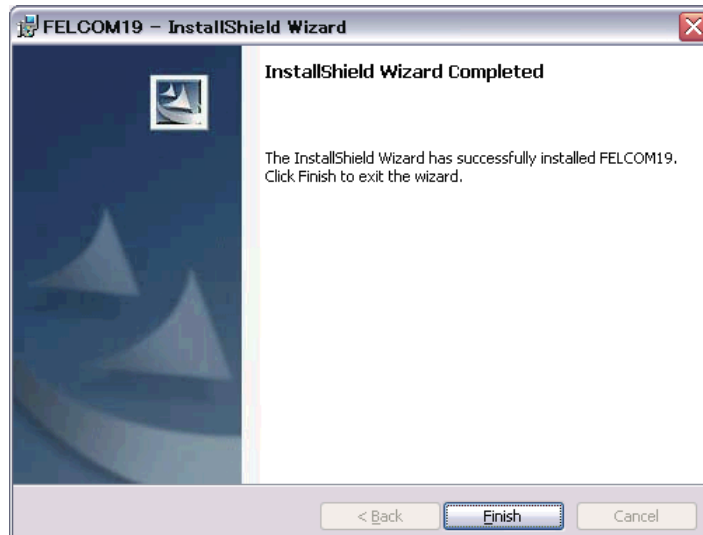 FELCOM19 - InstallShield Wizard
InstallShield Wizard Completed
The InstallShield Wizard has successfully installed FELCOM19.
Click Finish to exit the wizard.
< Back
Finish
Cancel